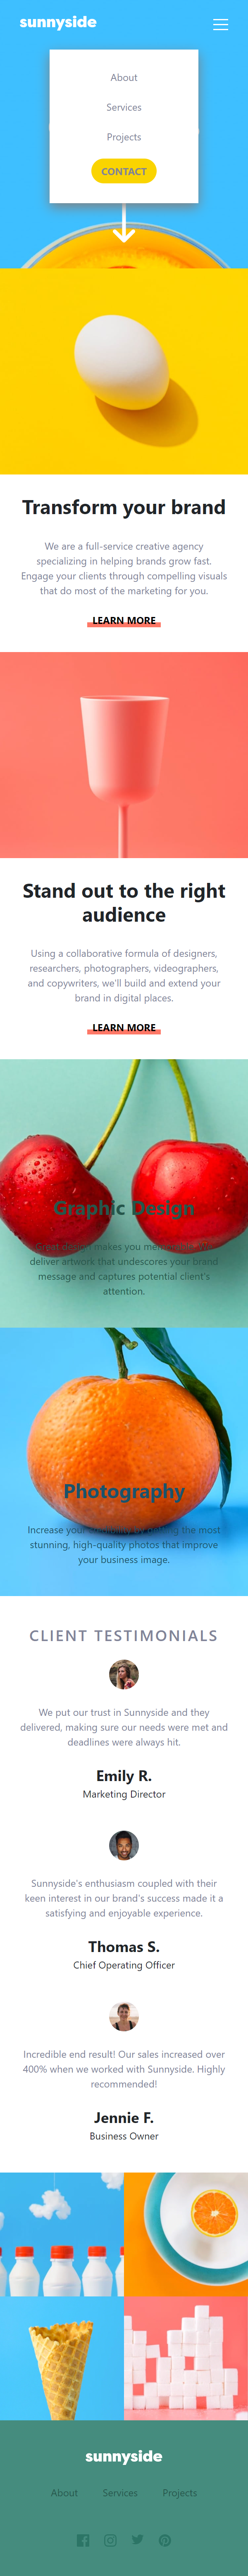 sunnyside
About
Services
Projects
CONTACT
Transform your brand
We are a full-service creative agency
specializing in helping brands grow fast.
Engage your clients through compelling visuals
that do most of the marketing for you.
LEARN MORE
Stand out to the right
audience
Using a collaborative formula of designers,
researchers, photographers, videographers,
and copywriters, we'll build and extend your
brand in digital places.
LEARN MORE
Graphic Design
Great design makes you memorable. We
deliver artwork that underscores your brand
message and captures potential client's
attention.
Photography
Increase your credibility by getting the most
stunning, high-quality photos that improve
your business image.
CLIENT TESTIMONIALS
We put our trust in Sunnyside and they
delivered, making sure our needs were met and
deadlines were always hit.
Emily R.
Marketing Director
Sunnyside's enthusiasm coupled with their
keen interest in our brand's success made it a
satisfying and enjoyable experience.
Thomas S.
Chief Operating Officer
Incredible end result! Our sales increased over
400% when we worked with Sunnyside. Highly
recommended!
Jennie F.
Business Owner
sunnyside
About Services Projects